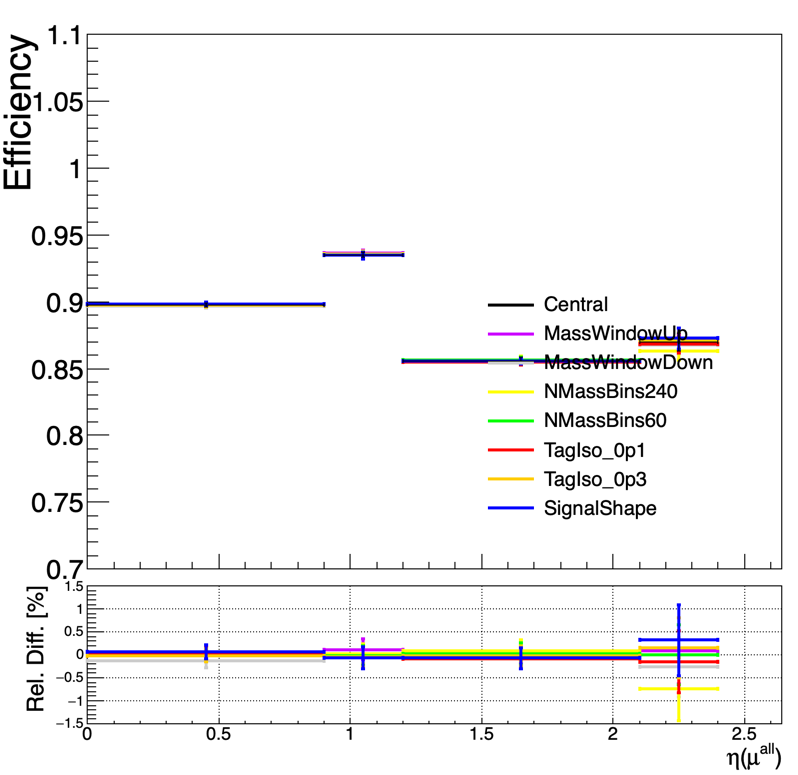 Efficiency
1.1
1.05
1
0.95
0.9
0.85
0.8
0.75
0.7
Central
MassWindowUp
MassWindowDown
NMassBins240
NMassBins60
TagIso_0p1
TagIso_0p3
SignalShape
Rel. Diff. [%]
1.5
1
0.5
0
−0.5
−1
−1.5
0 0.5 1 1.5 2 2.5
η(μ^all)